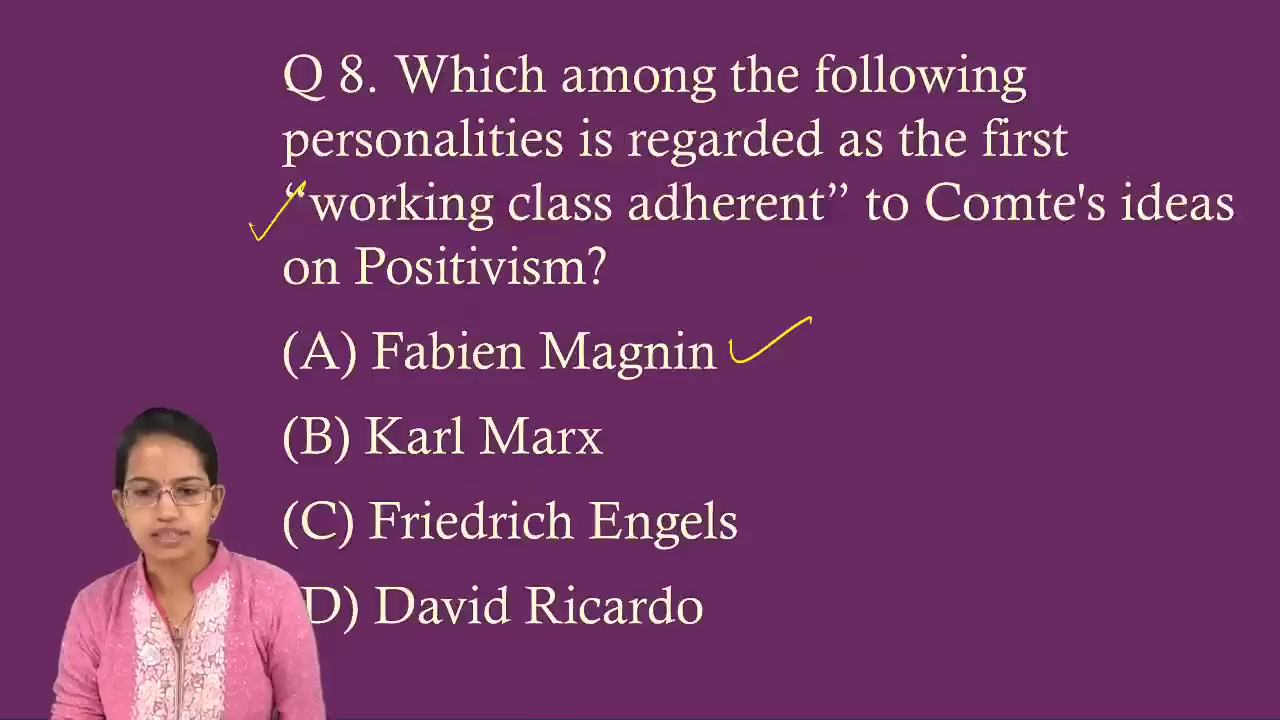 Q 8. Which among the following
personalities is regarded as the first
“working class adherent” to Comte's ideas
on Positivism?
(A) Fabien Magnin
(B) Karl Marx
(C) Friedrich Engels
D) David Ricardo